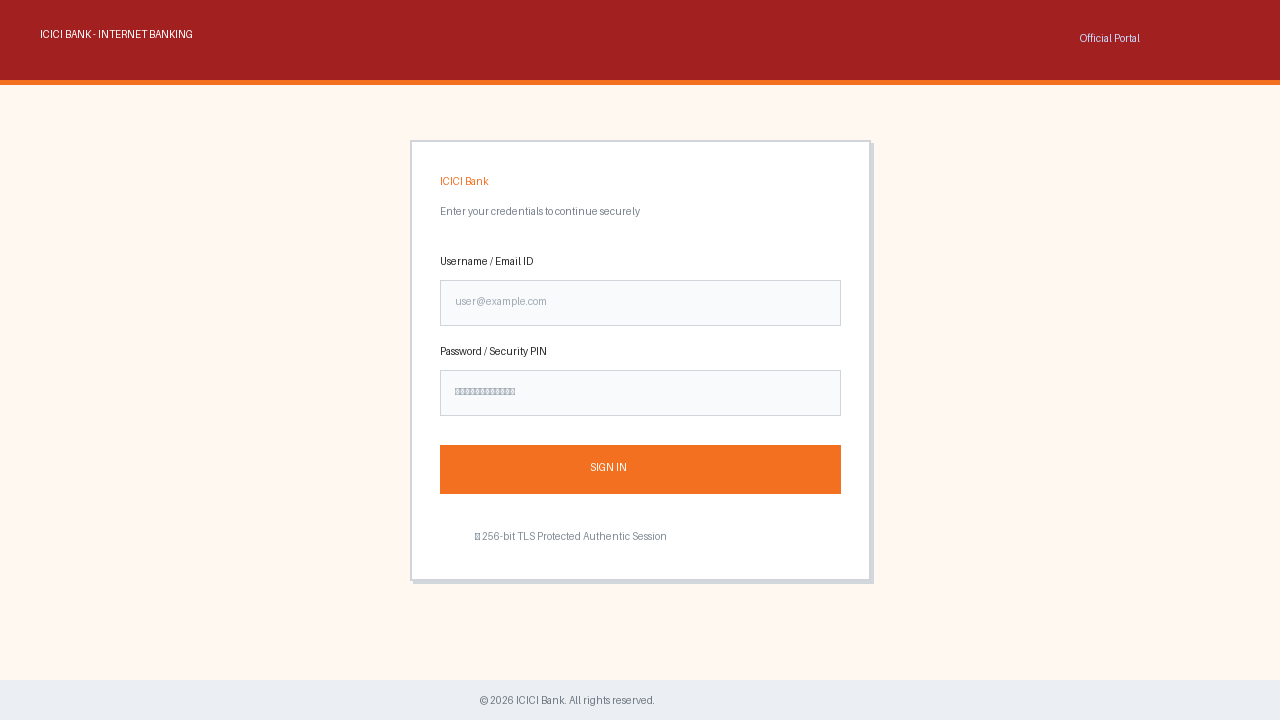 ICICI BANK - INTERNET BANKING
Official Portal
ICICI Bank
Enter your credentials to continue securely
Username / Email ID
user@example.com
Password / Security PIN
SIGN IN
256-bit TLS Protected Authentic Session
© 2026 ICICI Bank. All rights reserved.